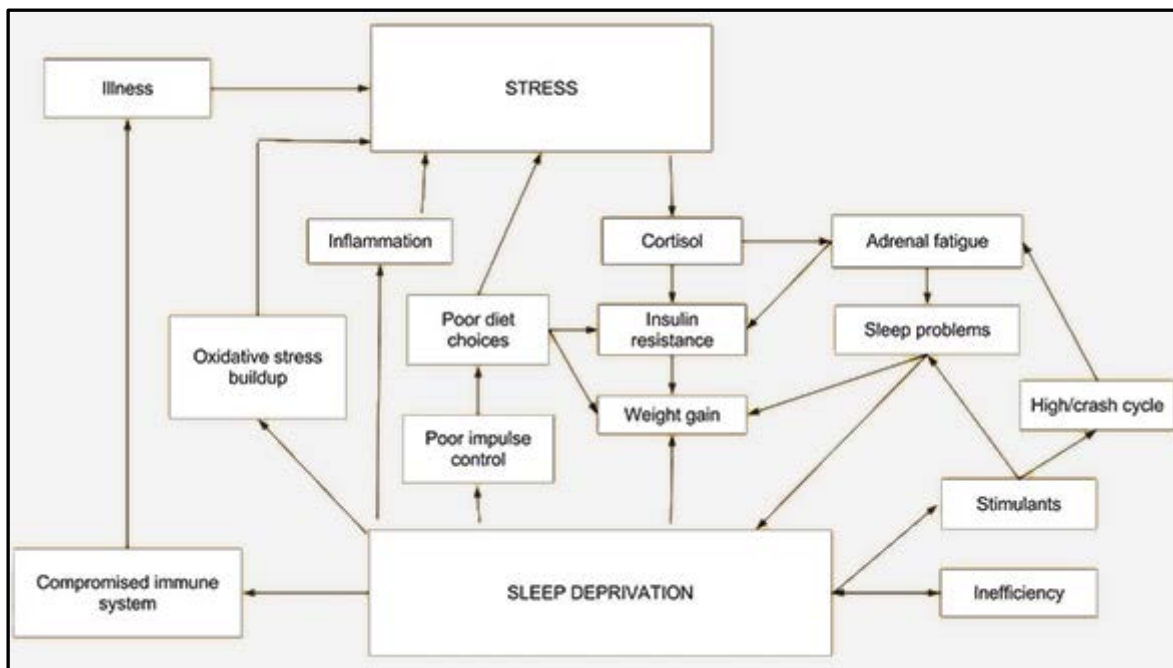 STRESS
Illness
Inflammation
Cortisol
Adrenal fatigue
Poor diet
choices
Insulin
resistance
Sleep problems
Oxidative stress
buildup
Weight gain
High/crash cycle
Poor impulse
control
Stimulants
Compromised immune
system
SLEEP DEPRIVATION
Inefficiency